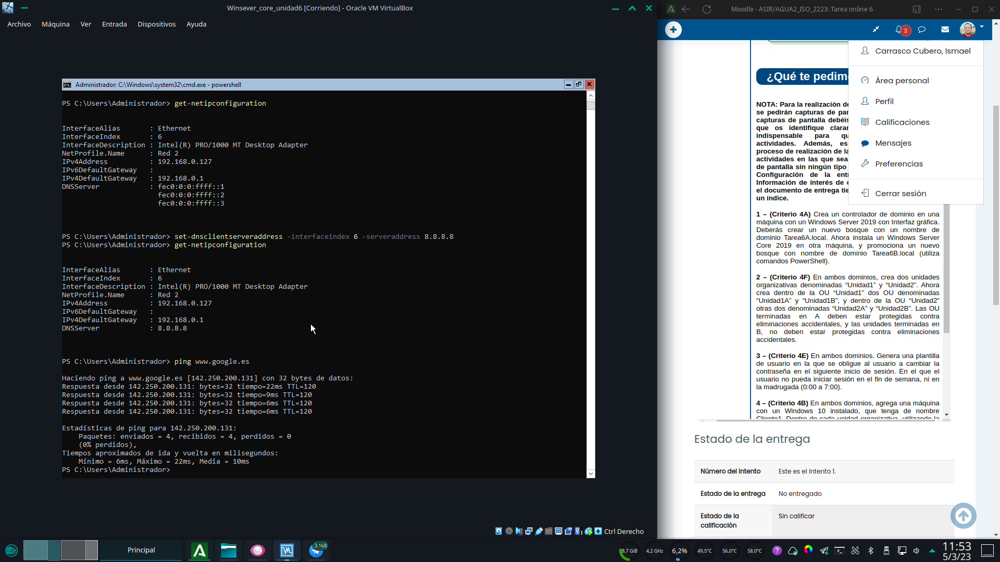 Winsever_core_unidad6 [Corriendo] - Oracle VM VirtualBox
Archivo Máquina Ver Entrada Dispositivos Ayuda
Administrador: C:\Windows\system32\cmd.exe - powershell
PS C:\Users\Administrador> get-netipconfiguration
InterfaceAlias : Ethernet
InterfaceIndex : 6
InterfaceDescription : Intel(R) PRO/1000 MT Desktop Adapter
NetProfile.Name : Red 2
IPv4Address : 192.168.0.127
IPv6DefaultGateway :
IPv4DefaultGateway : 192.168.0.1
DNSServer : fec0:0:0:ffff::1
fec0:0:0:ffff::2
fec0:0:0:ffff::3
PS C:\Users\Administrador> set-dnsclientserveraddress -interfaceindex 6 -serveraddress 8.8.8.8
PS C:\Users\Administrador> get-netipconfiguration
InterfaceAlias : Ethernet
InterfaceIndex : 6
InterfaceDescription : Intel(R) PRO/1000 MT Desktop Adapter
NetProfile.Name : Red 2
IPv4Address : 192.168.0.127
IPv6DefaultGateway :
IPv4DefaultGateway : 192.168.0.1
DNSServer : 8.8.8.8
PS C:\Users\Administrador> ping www.google.es
Haciendo ping a www.google.es [142.250.200.131] con 32 bytes de datos:
Respuesta desde 142.250.200.131: bytes=32 tiempo=22ms TTL=120
Respuesta desde 142.250.200.131: bytes=32 tiempo=9ms TTL=120
Respuesta desde 142.250.200.131: bytes=32 tiempo=6ms TTL=120
Respuesta desde 142.250.200.131: bytes=32 tiempo=6ms TTL=120
Estadísticas de ping para 142.250.200.131:
Paquetes: enviados = 4, recibidos = 4, perdidos = 0
(0% perdidos),
Tiempos aproximados de ida y vuelta en milisegundos:
Mínimo = 6ms, Máximo = 22ms, Media = 10ms
PS C:\Users\Administrador>
Ctrl Derecho
Moodle - ASIR/AGUA2_ISO_2223: Tarea online 6
3
Carrasco Cubero, Ismael
Área personal
Perfil
Calificaciones
Mensajes
Preferencias
Cerrar sesión
¿Qué te pedim
NOTA: Para la realización de
se pedirán capturas de pan
capturas de pantalla debéis
que os identifique claram
indispensable para qu
actividades. Además, es
proceso de realización de la
actividades en las que sea
de pantalla sin ningún tipo
Configuración de la entr
Información de interés de e
el documento de entrega tie
un índice.
1 – (Criterio 4A) Crea un controlador de dominio en una
máquina con un Windows Server 2019 con Interfaz gráfica.
Deberás crear un nuevo bosque con un nombre de
dominio Tarea6A.local. Ahora instala un Windows Server
Core 2019 en otra máquina, y promociona un nuevo
bosque con nombre de dominio Tarea6B.local (utiliza
comandos PowerShell).
2 – (Criterio 4F) En ambos dominios, crea dos unidades
organizativas denominadas “Unidad1” y “Unidad2”. Ahora
crea dentro de la OU “Unidad1” dos OU denominadas
“Unidad1A” y “Unidad1B”, y dentro de la OU “Unidad2”
otras dos denominadas “Unidad2A” y “Unidad2B”. Las OU
terminadas en A deben estar protegidas contra
eliminaciones accidentales, y las unidades terminadas en
B, no deben estar protegidas contra eliminaciones
accidentales.
3 – (Criterio 4E) En ambos dominios. Genera una plantilla
de usuario en la que se obligue al usuario a cambiar la
contraseña en el siguiente inicio de sesión. En el que el
usuario no pueda iniciar sesión en el fin de semana, ni en
la madrugada (0:00 a 7:00).
4 – (Criterio 4B) En ambos dominios, agrega una máquina
con un Windows 10 instalado, que tenga de nombre
Cliente1. Dentro de cada unidad organizativa, utilizando la
Estado de la entrega
Número del intento Este es el intento 1.
Estado de la entrega No entregado
Estado de la calificación Sin calificar
Principal
3.168
8,7 GiB
4,2 GHz
6,2%
49,5°C
56,0°C
58,0°C
11:53
5/3/23